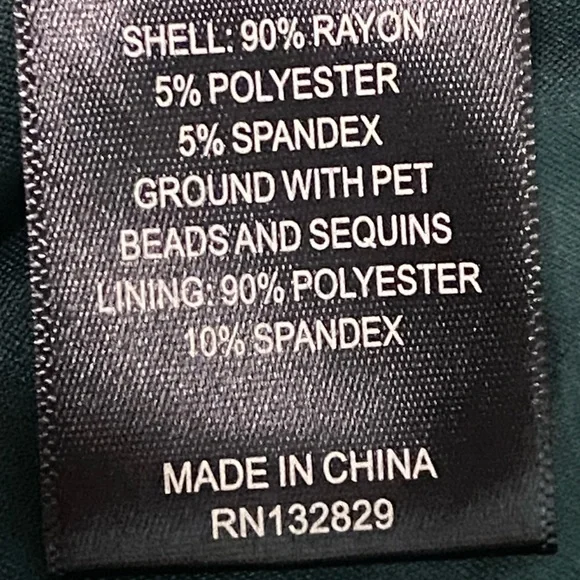 SHELL: 90% RAYON
5% POLYESTER
5% SPANDEX
GROUND WITH PET
BEADS AND SEQUINS
LINING: 90% POLYESTER
10% SPANDEX
MADE IN CHINA
RN132829